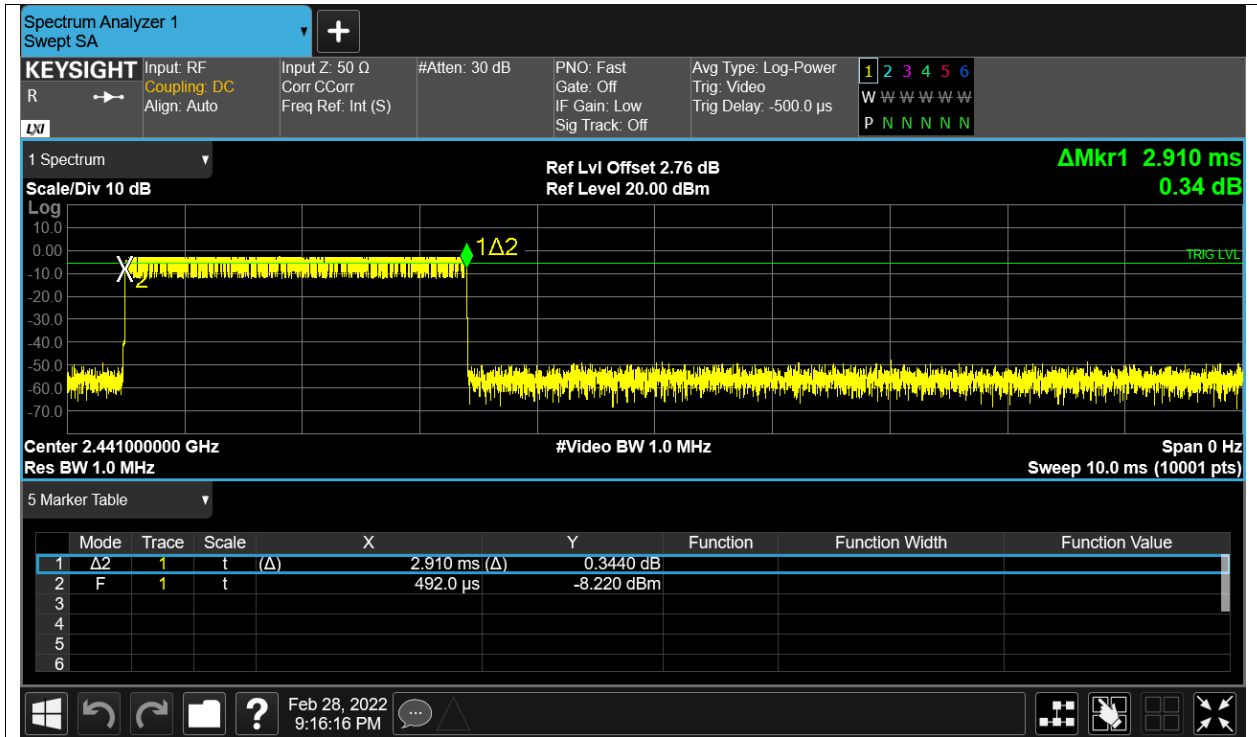 Spectrum Analyzer 1
Swept SA
+
KEYSIGHT Input: RF Input Z: 50 Ω #Atten: 30 dB PNO: Fast Avg Type: Log-Power 1 2 3 4 5 6
R Coupling: DC Corr CCorr Gate: Off Trig: Video W W W W W W
Align: Auto Freq Ref: Int (S) IF Gain: Low Trig Delay: -500.0 µs P N N N N N
LXI Sig Track: Off
1 Spectrum Ref Lvl Offset 2.76 dB ΔMkr1 2.910 ms
Scale/Div 10 dB Ref Level 20.00 dBm 0.34 dB
Log
10.0
0.00 1Δ2 TRIG LVL
-10.0 X 2
-20.0
-30.0
-40.0
-50.0
-60.0
-70.0
Center 2.441000000 GHz #Video BW 1.0 MHz Span 0 Hz
Res BW 1.0 MHz Sweep 10.0 ms (10001 pts)
5 Marker Table
Mode Trace Scale X Y Function Function Width Function Value
1 Δ2 1 t (Δ) 2.910 ms (Δ) 0.3440 dB
2 F 1 t 492.0 µs -8.220 dBm
3
4
5
6
? Feb 28, 2022
9:16:16 PM